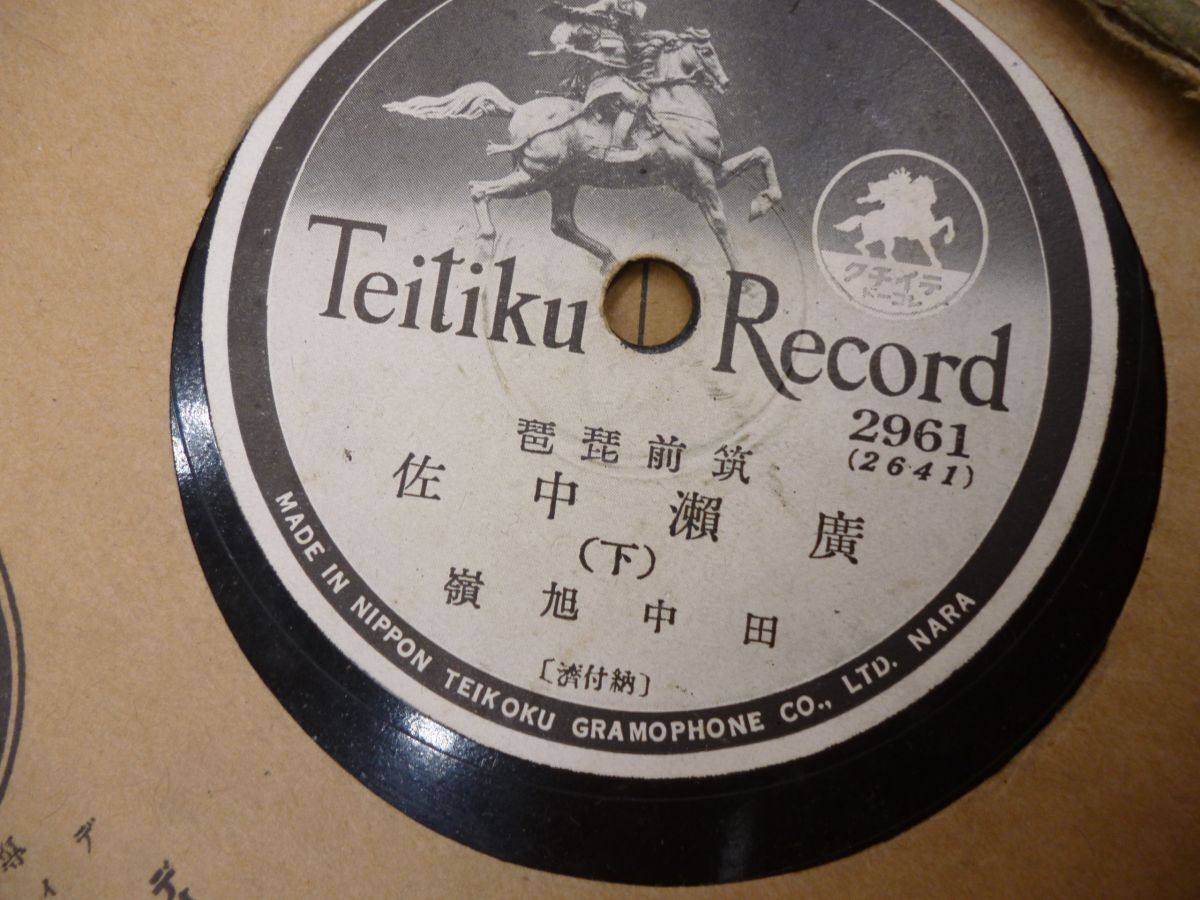 テイチク
レコード
Teitiku Record
2961
(2641)
筑前琵琶
廣瀬中佐
(下)
田中旭嶺
[納付濟]
MADE IN NIPPON TEIKOKU GRAMOPHONE CO., LTD. NARA